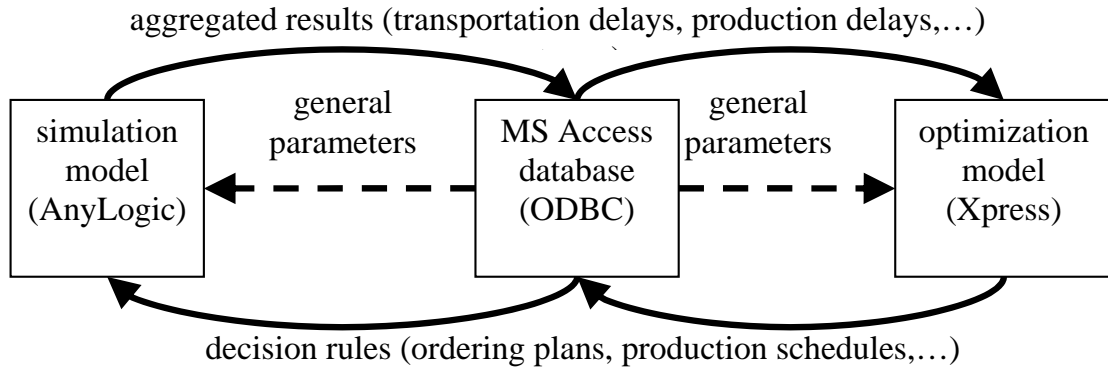 aggregated results (transportation delays, production delays,…)
general
parameters
general
parameters
simulation
model
(AnyLogic)
MS Access
database
(ODBC)
optimization
model
(Xpress)
decision rules (ordering plans, production schedules,…)